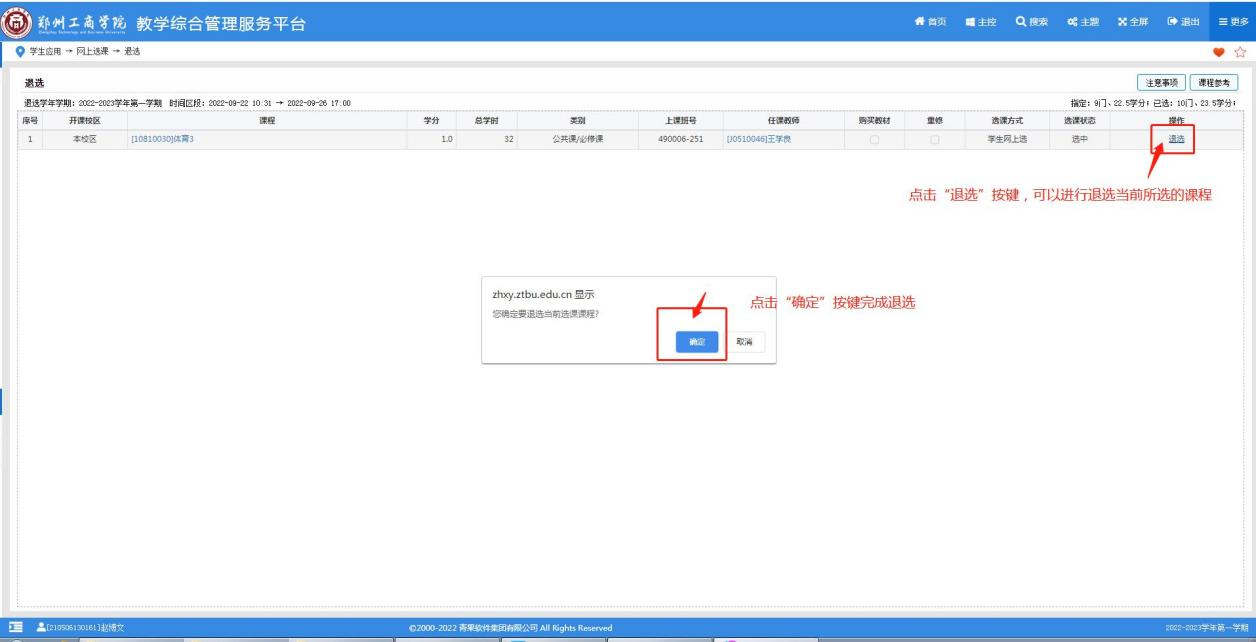 郑州工商学院 教学综合管理服务平台
Zhengzhou Technology and Business University
首页 主控 搜索 主题 全屏 退出 更多
学生应用 → 网上选课 → 退选
退选
注意事项 课程参考
退选学年学期：2022-2023学年第一学期 时间区段：2022-09-22 10:31 → 2022-09-26 17:00
指定：9门、22.5学分；已选：10门、23.5学分；
序号 开课校区 课程 学分 总学时 类别 上课班号 任课教师 购买教材 重修 选课方式 选课状态 操作
1 本校区 [10810030]体育3 1.0 32 公共课/必修课 490006-251 [J0510046]王学良 学生网上选 选中 退选
点击“退选”按键，可以进行退选当前所选的课程
zhxy.ztbu.edu.cn 显示
您确定要退选当前选课课程?
点击“确定”按键完成退选
确定 取消
[210506130161]赵博文
©2000-2022 青果软件集团有限公司 All Rights Reserved
2022-2023学年第一学期